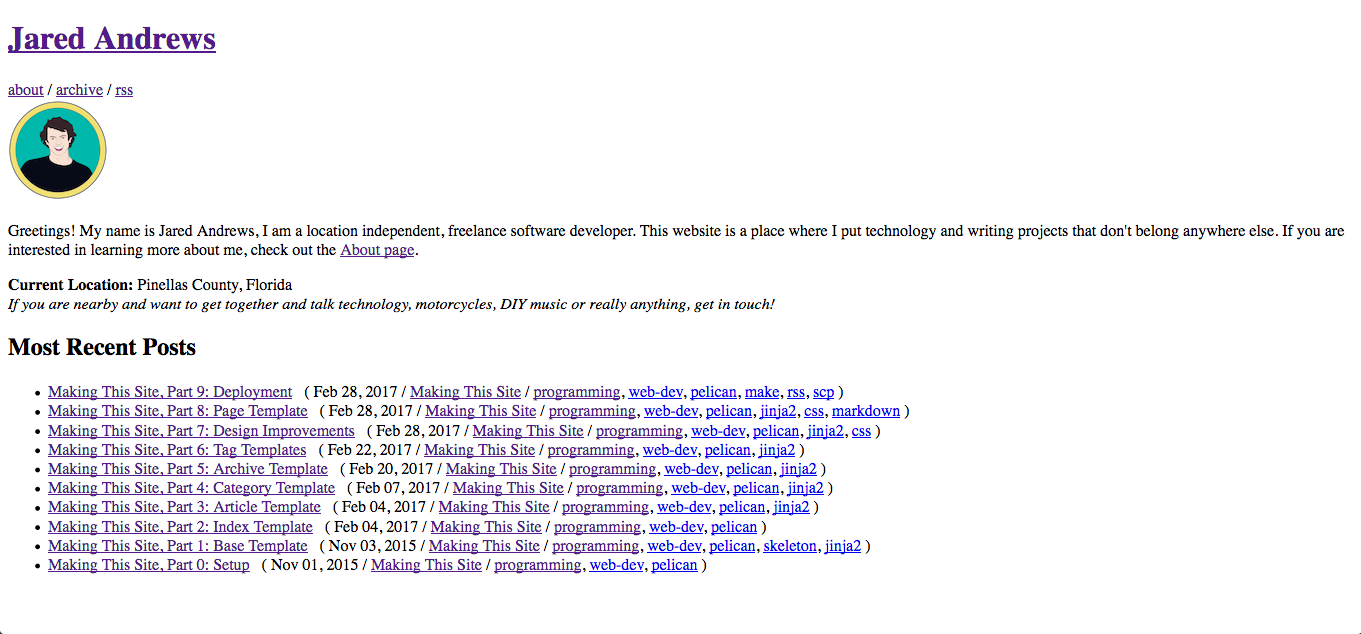 Jared Andrews
about / archive / rss
Greetings! My name is Jared Andrews, I am a location independent, freelance software developer. This website is a place where I put technology and writing projects that don't belong anywhere else. If you are
interested in learning more about me, check out the About page.
Current Location: Pinellas County, Florida
If you are nearby and want to get together and talk technology, motorcycles, DIY music or really anything, get in touch!
Most Recent Posts
• Making This Site, Part 9: Deployment ( Feb 28, 2017 / Making This Site / programming, web-dev, pelican, make, rss, scp )
• Making This Site, Part 8: Page Template ( Feb 28, 2017 / Making This Site / programming, web-dev, pelican, jinja2, css, markdown )
• Making This Site, Part 7: Design Improvements ( Feb 28, 2017 / Making This Site / programming, web-dev, pelican, jinja2, css )
• Making This Site, Part 6: Tag Templates ( Feb 22, 2017 / Making This Site / programming, web-dev, pelican, jinja2 )
• Making This Site, Part 5: Archive Template ( Feb 20, 2017 / Making This Site / programming, web-dev, pelican, jinja2 )
• Making This Site, Part 4: Category Template ( Feb 07, 2017 / Making This Site / programming, web-dev, pelican, jinja2 )
• Making This Site, Part 3: Article Template ( Feb 04, 2017 / Making This Site / programming, web-dev, pelican, jinja2 )
• Making This Site, Part 2: Index Template ( Feb 04, 2017 / Making This Site / programming, web-dev, pelican )
• Making This Site, Part 1: Base Template ( Nov 03, 2015 / Making This Site / programming, web-dev, pelican, skeleton, jinja2 )
• Making This Site, Part 0: Setup ( Nov 01, 2015 / Making This Site / programming, web-dev, pelican )